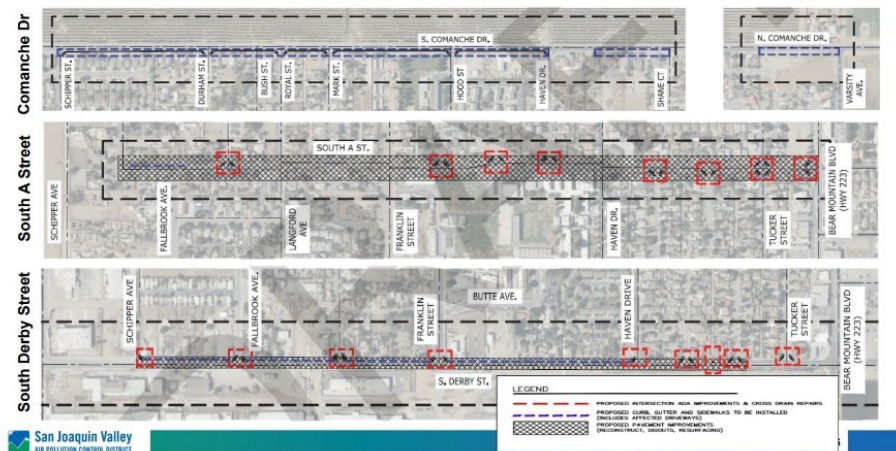 Comanche Dr
S. COMANCHE DR.
N. COMANCHE DR.
SCHIPPER ST.
DURHAM ST.
BUSH ST.
ROYAL ST.
MARK ST.
HOOD ST
HAVEN DR.
SHANE CT
VARSITY
AVE.
South A Street
SOUTH A ST.
SCHIPPER AVE
FALLBROOK AVE.
LANGFORD
AVE
FRANKLIN
STREET
HAVEN DR.
TUCKER
STREET
BEAR MOUNTAIN BLVD
(HWY 223)
South Derby Street
SCHIPPER AVE
FALLBROOK AVE.
FRANKLIN
STREET
BUTTE AVE.
HAVEN DRIVE
TUCKER
STREET
BEAR MOUNTAIN BLVD
(HWY 223)
S. DERBY ST.
LEGEND
PROPOSED INTERSECTION ADA IMPROVEMENTS & CROSS DRAIN REPAIRS
PROPOSED CURB, GUTTER AND SIDEWALKS TO BE INSTALLED
(INCLUDES AFFECTED DRIVEWAYS)
PROPOSED PAVEMENT IMPROVEMENTS
(RECONSTRUCT, DIGOUTS, RESURFACING)
San Joaquin Valley
AIR POLLUTION CONTROL DISTRICT